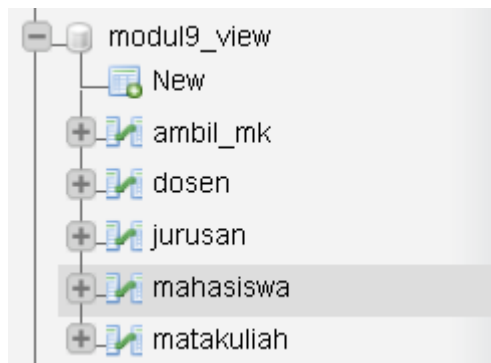 modul9_view
New
ambil_mk
dosen
jurusan
mahasiswa
matakuliah